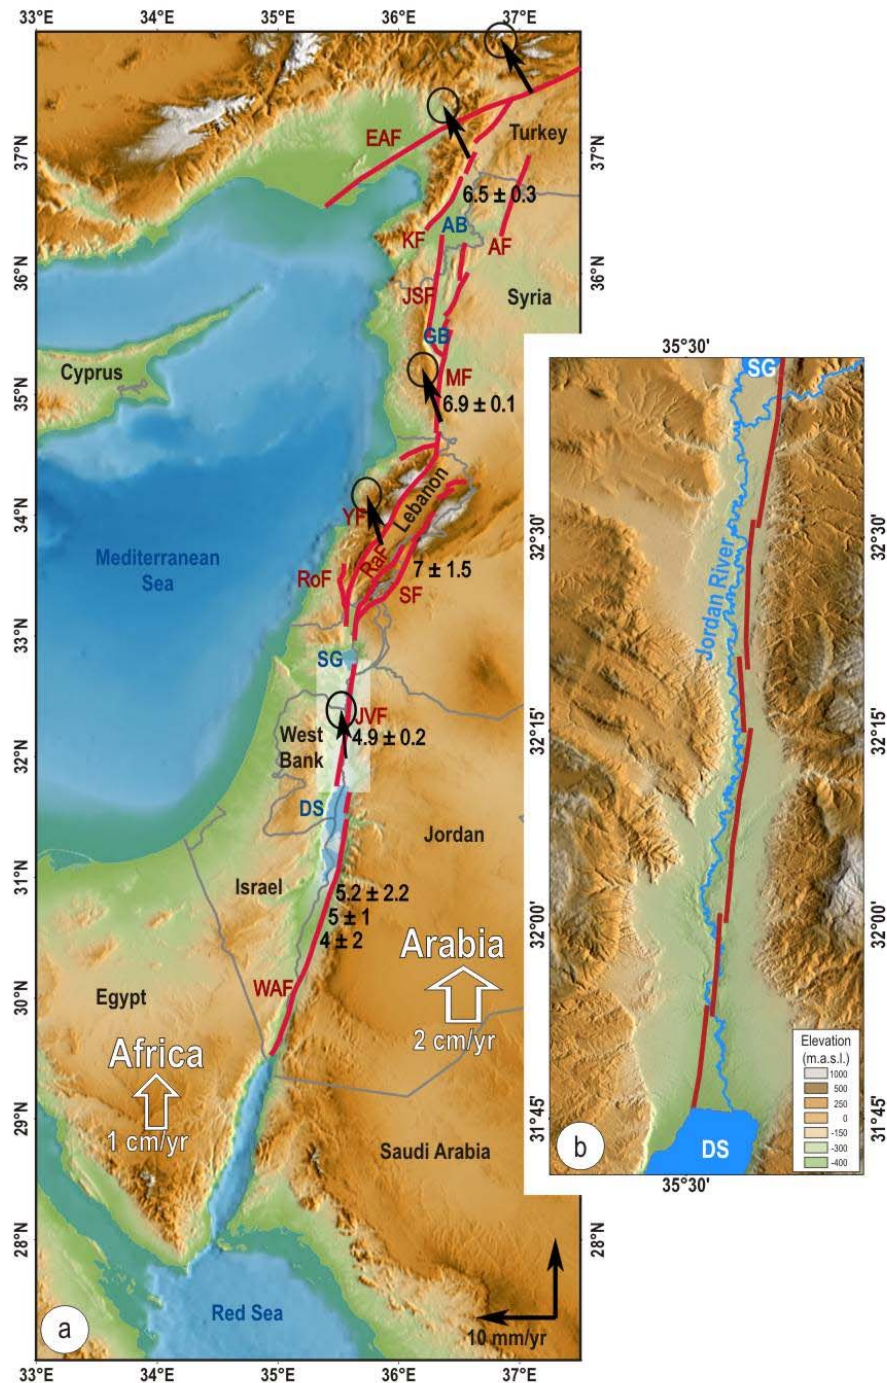 33°E 34°E 35°E 36°E 37°E
37°N
36°N
35°N
34°N
33°N
32°N
31°N
30°N
29°N
28°N
EAF
Turkey
37°N
6.5 ± 0.3
AB
KF
AF
36°N
JSF
Syria
GB
Cyprus
MF
6.9 ± 0.1
Lebanon
YF
Mediterranean
Sea
RaF
7 ± 1.5
RoF
SF
SG
JVF
West
Bank
4.9 ± 0.2
DS
Jordan
Israel
5.2 ± 2.2
5 ± 1
4 ± 2
Arabia
WAF
Egypt
2 cm/yr
Africa
1 cm/yr
Saudi Arabia
28°N
Red Sea
10 mm/yr
a
33°E 34°E 35°E 36°E 37°E
35°30'
SG
32°30'
Jordan River
32°15'
32°00'
Elevation
(m.a.s.l.)
1000
500
250
0
-150
-300
-400
31°45'
DS
b
35°30'